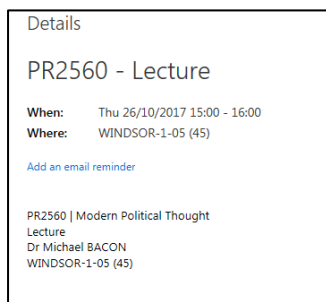 Details
PR2560 - Lecture
When: Thu 26/10/2017 15:00 - 16:00
Where: WINDSOR-1-05 (45)
Add an email reminder
PR2560 | Modern Political Thought
Lecture
Dr Michael BACON
WINDSOR-1-05 (45)